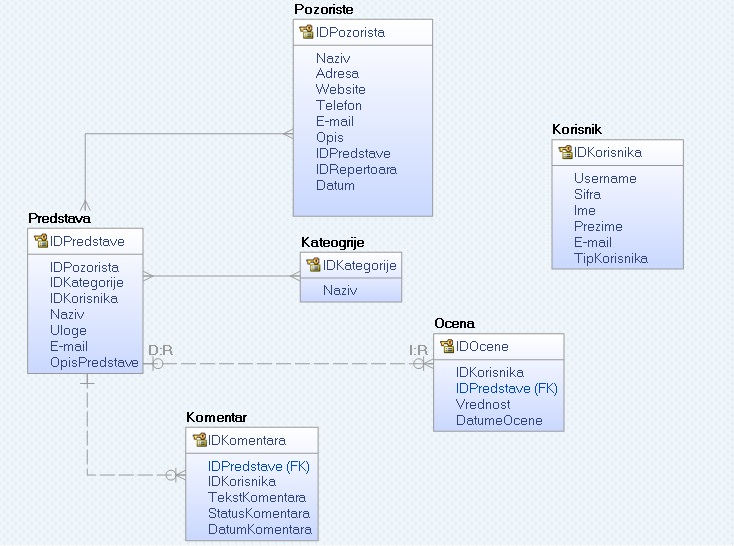 Pozoriste
IDPozorista
Naziv
Adresa
Website
Telefon
E-mail
Opis
IDPredstave
IDRepertoara
Datum
Korisnik
IDKorisnika
Username
Sifra
Ime
Prezime
E-mail
TipKorisnika
Predstava
IDPredstave
IDPozorista
IDKategorije
IDKorisnika
Naziv
Uloge
E-mail
OpisPredstave
Kateogrije
IDKategorije
Naziv
D:R
I:R
Ocena
IDOcene
IDKorisnika
IDPredstave (FK)
Vrednost
DatumeOcene
Komentar
IDKomentara
IDPredstave (FK)
IDKorisnika
TekstKomentara
StatusKomentara
DatumKomentara